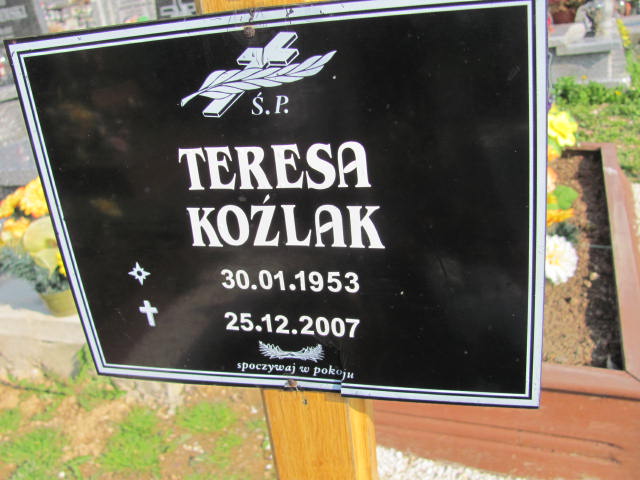 Ś.P.
TERESA
KOŹLAK
30.01.1953
25.12.2007
spoczywaj w pokoju